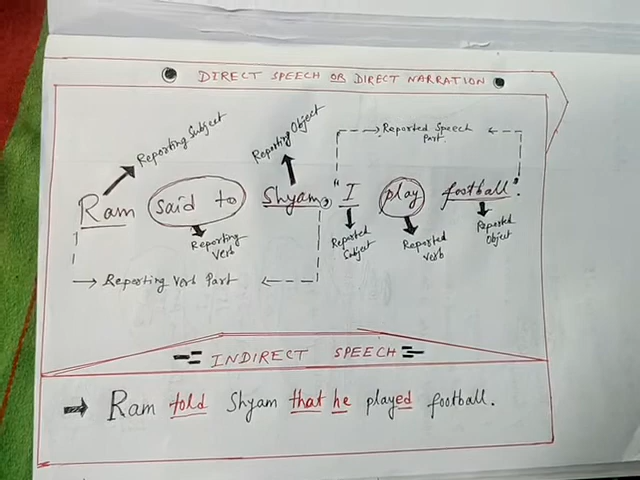 DIRECT SPEECH OR DIRECT NARRATION
Reporting Subject
Reporting Object
Reported Speech
Part.
Ram said to Shyam, "I play football".
Reporting
Verb
Reported
Subject
Reported
Verb
Reported
Object
Reporting Verb Part
INDIRECT SPEECH
Ram told Shyam that he played football.